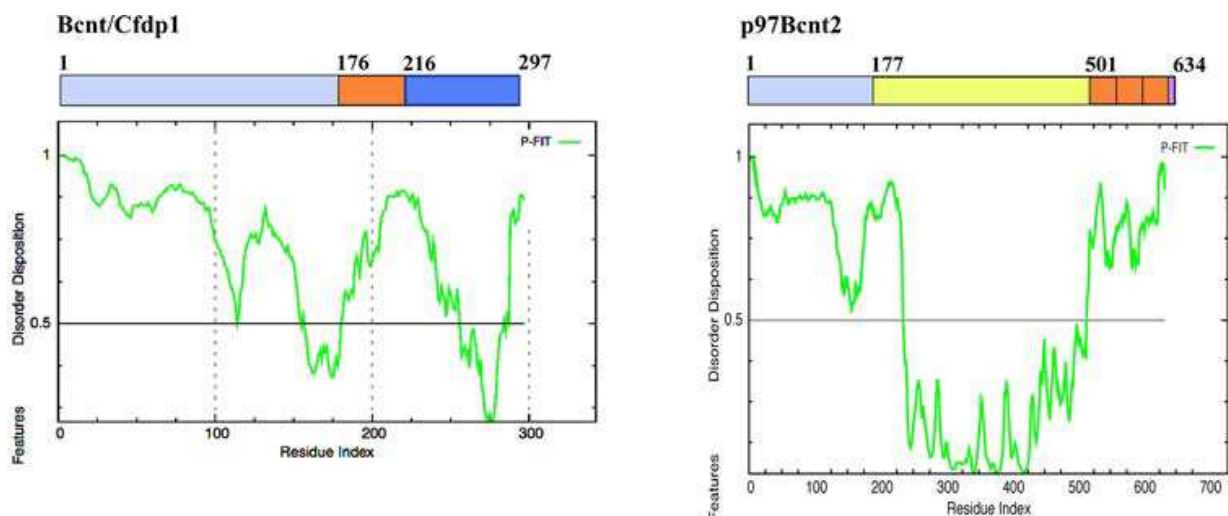 Bcnt/Cfdp1
1 176 216 297
P-FIT
1
0.5
Disorder Disposition
Features
0 100 200 300
Residue Index
p97Bcnt2
1 177 501 634
P-FIT
1
0.5
Disorder Disposition
Features
0 100 200 300 400 500 600 700
Residue Index